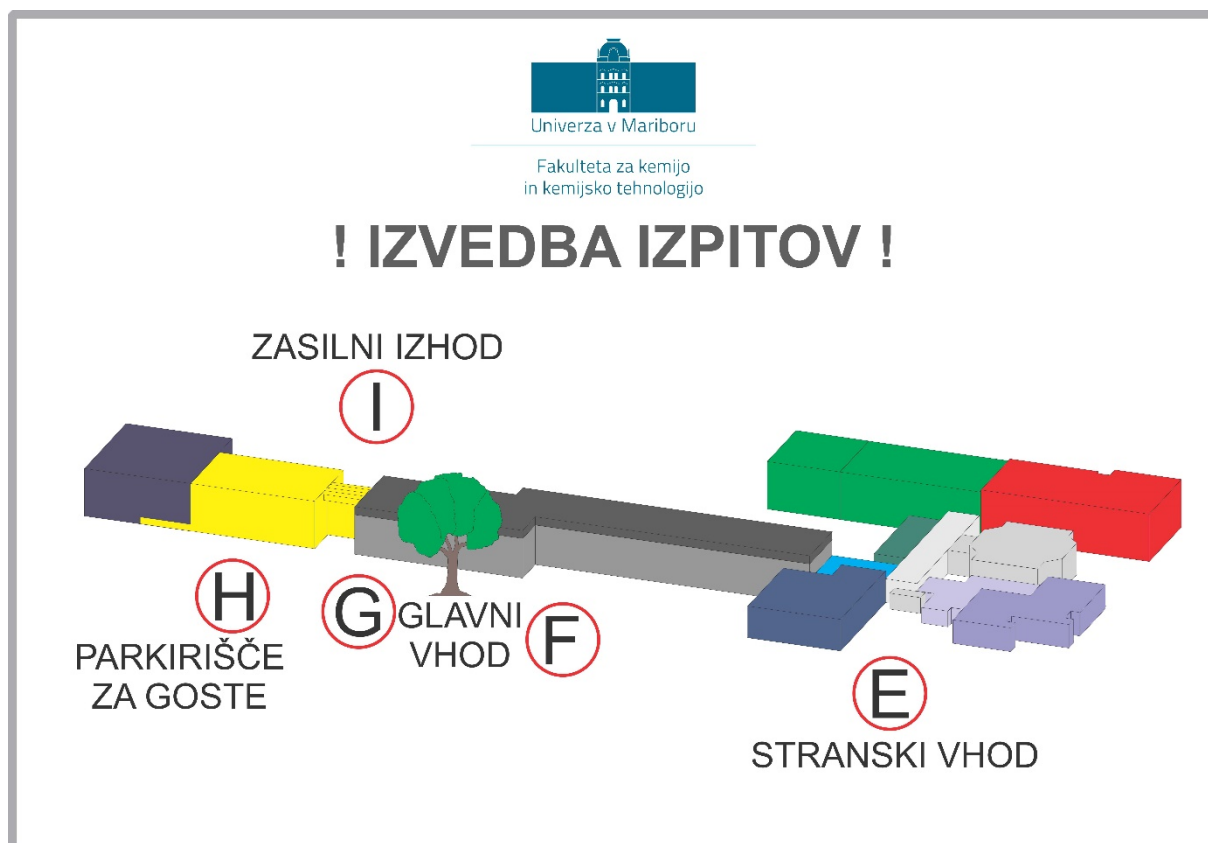 Univerza v Mariboru
Fakulteta za kemijo
in kemijsko tehnologijo
! IZVEDBA IZPITOV !
ZASILNI IZHOD
I
H
PARKIRIŠČE
ZA GOSTE
G
GLAVNI
VHOD
F
E
STRANSKI VHOD